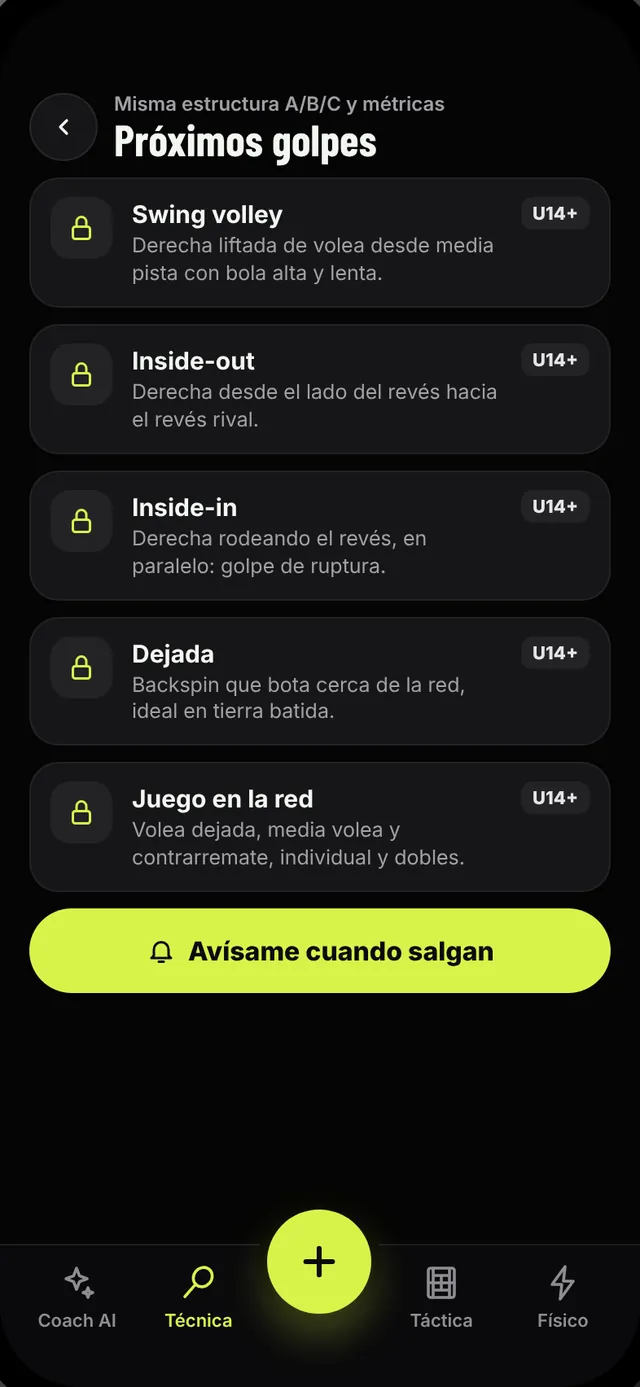 Misma estructura A/B/C y métricas
Próximos golpes
Swing volley
U14+
Derecha liftada de volea desde media
pista con bola alta y lenta.
Inside-out
U14+
Derecha desde el lado del revés hacia
el revés rival.
Inside-in
U14+
Derecha rodeando el revés, en
paralelo: golpe de ruptura.
Dejada
U14+
Backspin que bota cerca de la red,
ideal en tierra batida.
Juego en la red
U14+
Volea dejada, media volea y
contrarremate, individual y dobles.
Avísame cuando salgan
Coach AI
Técnica
Táctica
Físico